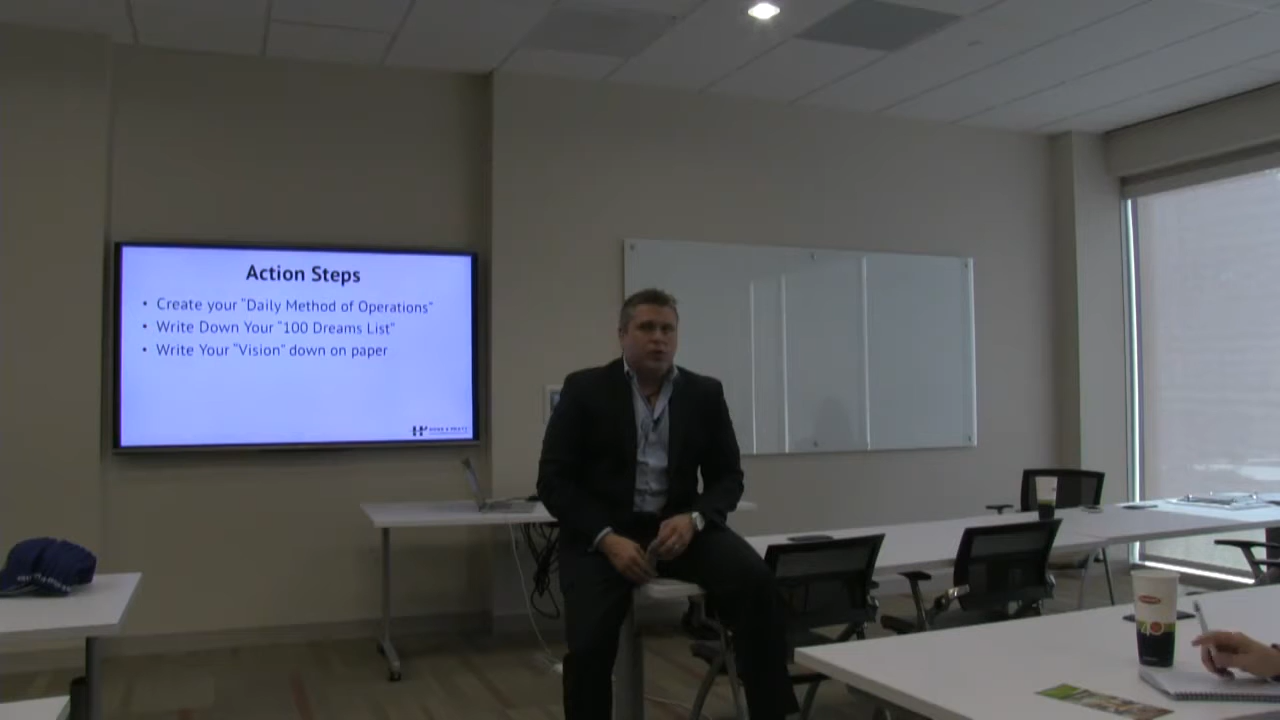 Action Steps
• Create your "Daily Method of Operations"
• Write Down Your "100 Dreams List"
• Write Your "Vision" down on paper